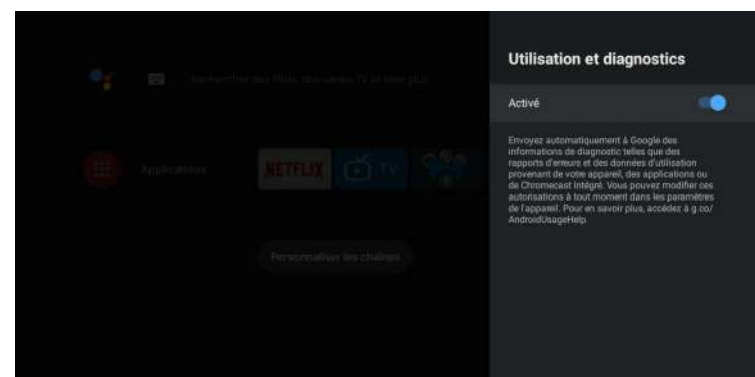 Utilisation et diagnostics
Rechercher des films, des séries TV et bien plus
Activé
Envoyez automatiquement à Google des
informations de diagnostic telles que des
rapports d'erreurs et des données d'utilisation
provenant de votre appareil, des applications ou
de Chromecast intégré. Vous pouvez modifier ces
autorisations à tout moment dans les paramètres
de l'appareil. Pour en savoir plus, accédez à g.co/
AndroidUsageHelp.
Applications
NETFLIX
TV
Personnaliser les chaînes